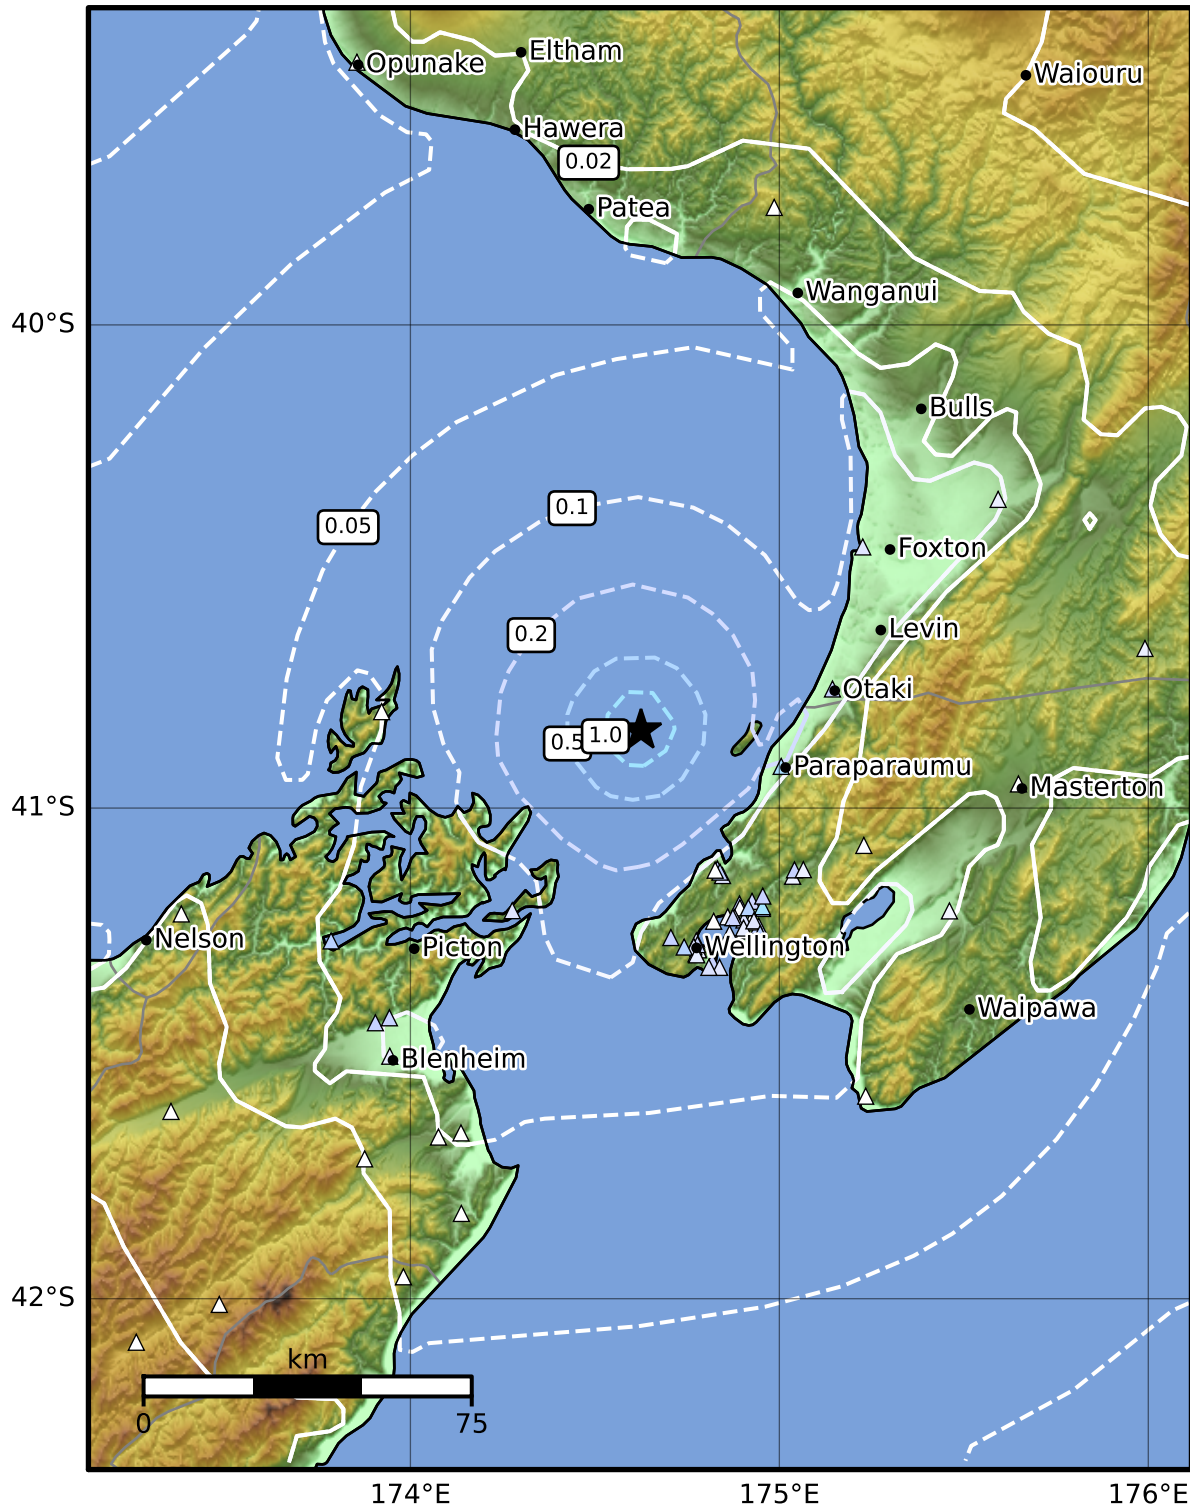 Eltham
Opunake
Waiouru
Hawera
0.02
Patea
Wanganui
40°S
Bulls
0.1
0.05
Foxton
Levin
0.2
Otaki
0.5
1.0
Paraparaumu
Masterton
41°S
Nelson
Picton
Wellington
Waipawa
Blenheim
42°S
km
0
75
174°E
175°E
176°E